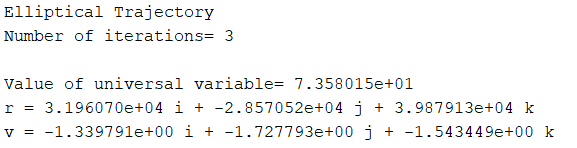 Elliptical Trajectory
Number of iterations= 3
Value of universal variable= 7.358015e+01
r = 3.196070e+04 i + -2.857052e+04 j + 3.987913e+04 k
v = -1.339791e+00 i + -1.727793e+00 j + -1.543449e+00 k